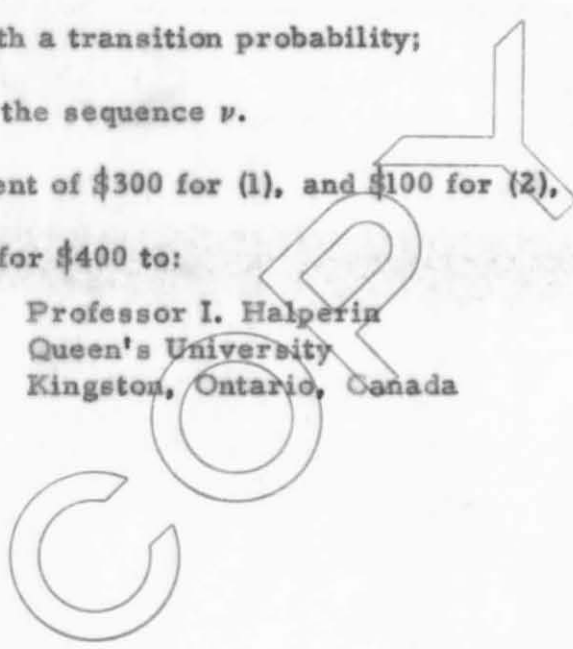 th a transition probability;
the sequence ν.
ent of $300 for (1), and $100 for (2),
for $400 to:
Professor I. Halperin
Queen's University
Kingston, Ontario, Canada
COPY